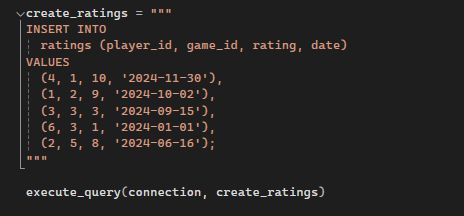 create_ratings = """
INSERT INTO
  ratings (player_id, game_id, rating, date)
VALUES
  (4, 1, 10, '2024-11-30'),
  (1, 2, 9, '2024-10-02'),
  (3, 3, 3, '2024-09-15'),
  (6, 3, 1, '2024-01-01'),
  (2, 5, 8, '2024-06-16');
"""

execute_query(connection, create_ratings)